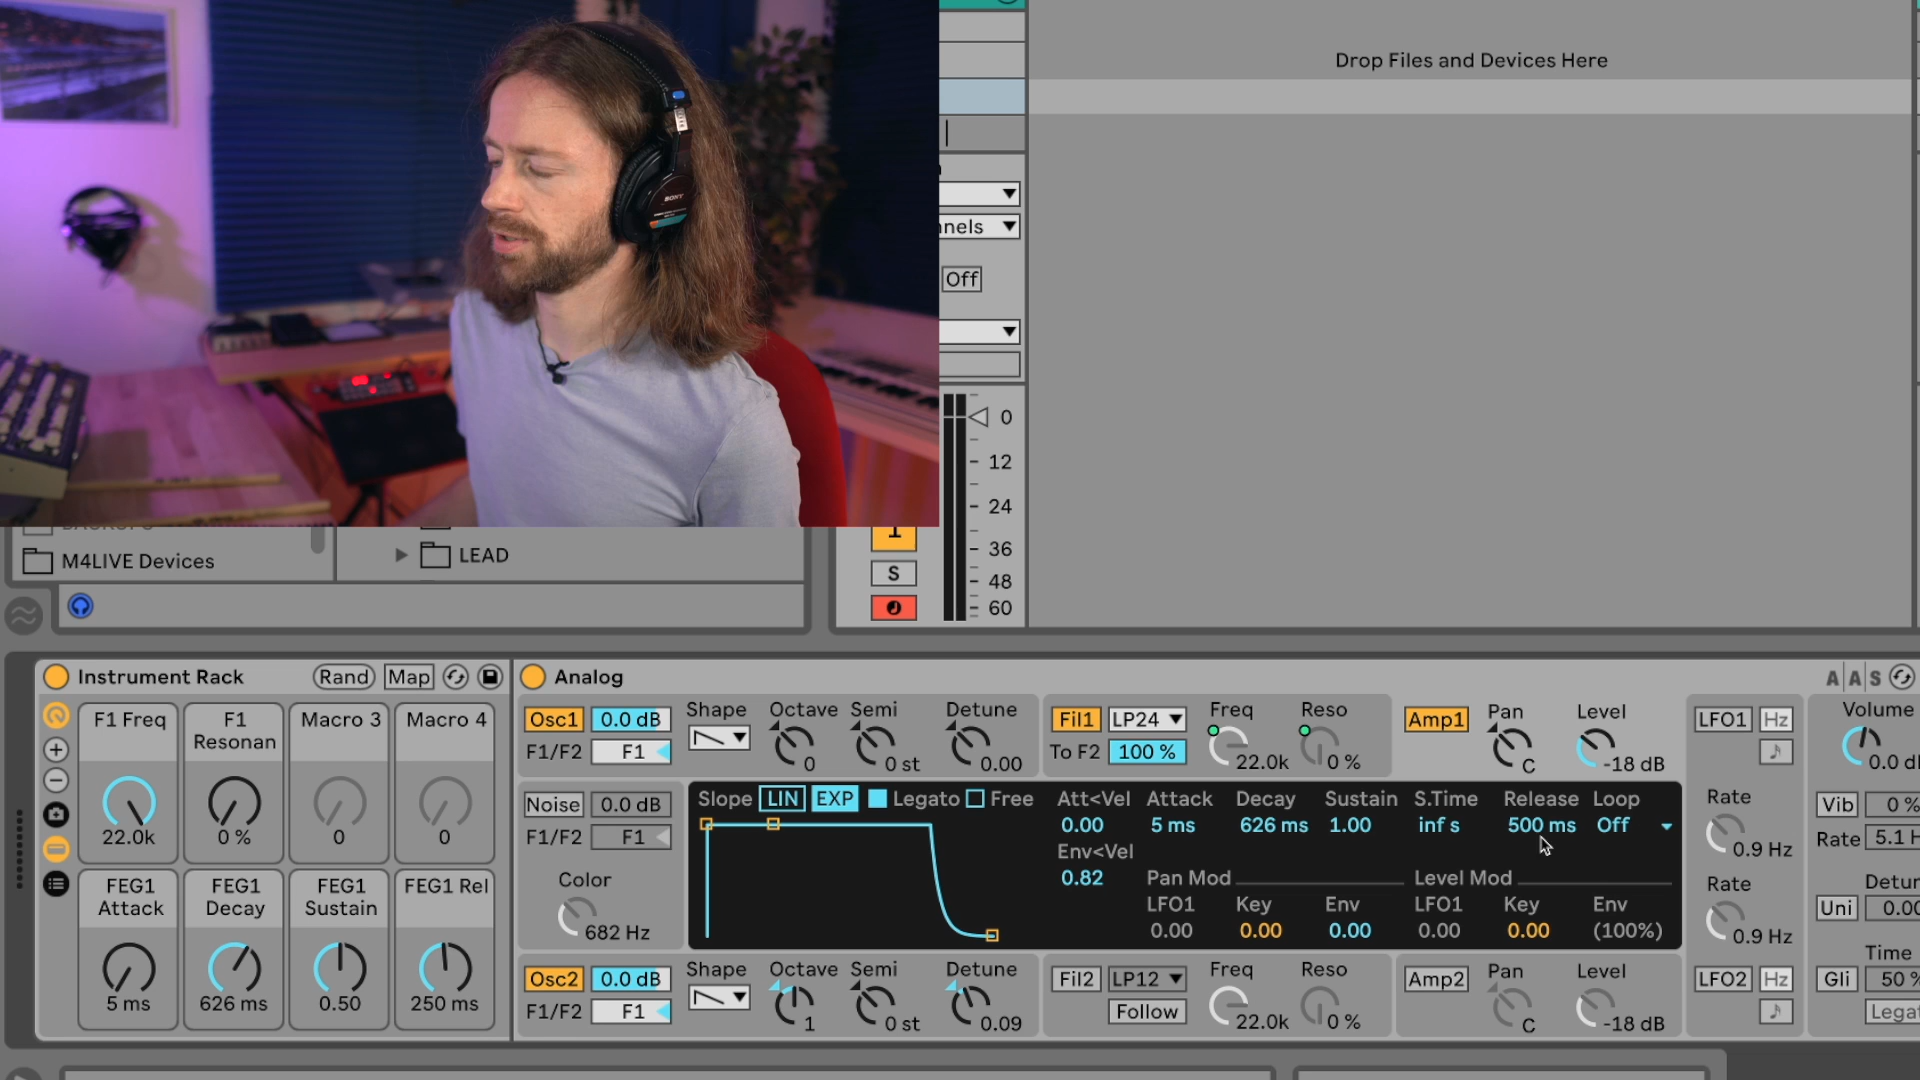 Drop Files and Devices Here
SONY
nnels
Off
0
12
24
36
48
60
S
M4LIVE Devices
LEAD
Instrument Rack
Rand
Map
F1 Freq
22.0k
F1
Resonan
0 %
Macro 3
0
Macro 4
0
FEG1
Attack
5 ms
FEG1
Decay
626 ms
FEG1
Sustain
0.50
FEG1 Rel
250 ms
Analog
A A S
Osc1 0.0 dB
F1/F2 F1
Shape
Octave
0
Semi
0 st
Detune
0.00
Fil1 LP24
To F2 100 %
Freq
22.0k
Reso
0 %
Amp1
Pan
C
Level
-18 dB
LFO1 Hz
Rate
0.9 Hz
Volume
0.0 dB
Noise 0.0 dB
F1/F2 F1
Color
682 Hz
Slope LIN EXP Legato Free
Att<Vel
0.00
Env<Vel
0.82
Attack
5 ms
Decay
626 ms
Sustain
1.00
S.Time
inf s
Release
500 ms
Loop
Off
Pan Mod
LFO1
0.00
Key
0.00
Env
0.00
Level Mod
LFO1
0.00
Key
0.00
Env
(100%)
Vib 0 %
Rate 5.1 H
Rate
0.9 Hz
Detun
Uni 0.00
Osc2 0.0 dB
F1/F2 F1
Shape
Octave
1
Semi
0 st
Detune
0.09
Fil2 LP12
Follow
Freq
22.0k
Reso
0 %
Amp2
Pan
C
Level
-18 dB
LFO2 Hz
Time
Gli 50 %
Legat